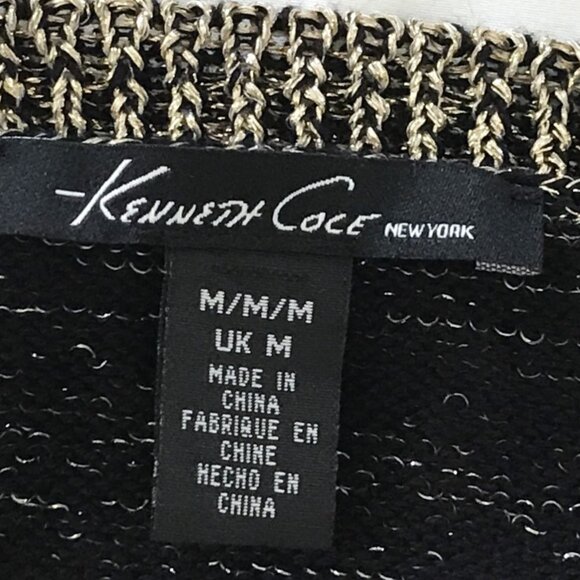 -KENNETH COLE NEW YORK
M/M/M
UK M
MADE IN
CHINA
FABRIQUE EN
CHINE
HECHO EN
CHINA